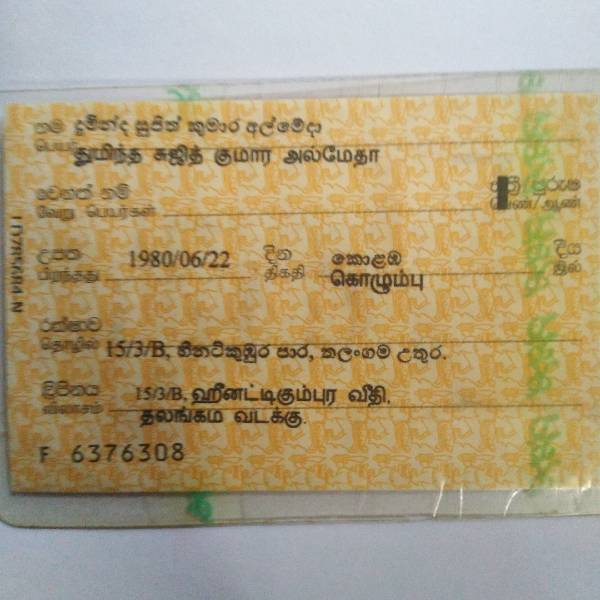 නම දුමින්ද සුජිත් කුමාර අල්මේදා
பெயர் துமிந்த சுஜித் குமார அல்மேதா
වෙනත් නම්
வேறு பெயர்கள்
ස්ත්‍රී/පුරුෂ
பெண்/ஆண்
උපත 1980/06/22 දින කොළඹ දීය
பிறந்தது திகதி கொழும்பு இல்
රක්ෂාව
தொழில் 15/3/B, හීනටිකුඹුර පාර, තලංගම උතුර.
ලිපිනය 15/3/B, ஹீனட்டிகும்புர வீதி,
விலாசம் தலங்கம வடக்கு.
F 6376308